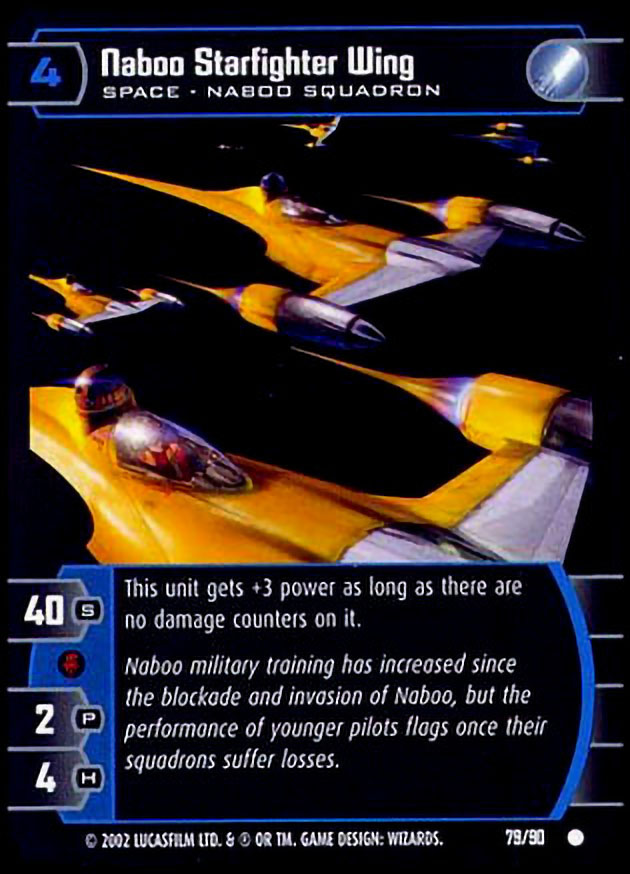 4
Naboo Starfighter Wing
SPACE - NABOO SQUADRON
40 S
2 P
4 H
This unit gets +3 power as long as there are
no damage counters on it.
Naboo military training has increased since
the blockade and invasion of Naboo, but the
performance of younger pilots flags once their
squadrons suffer losses.
© 2002 LUCASFILM LTD. & ® OR TM. GAME DESIGN: WIZARDS.
79/90